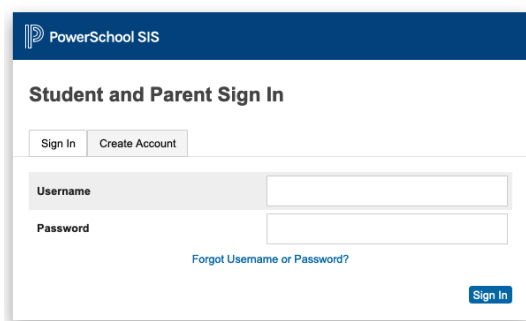 PowerSchool SIS
Student and Parent Sign In
Sign In
Create Account
Username
Password
Forgot Username or Password?
Sign In